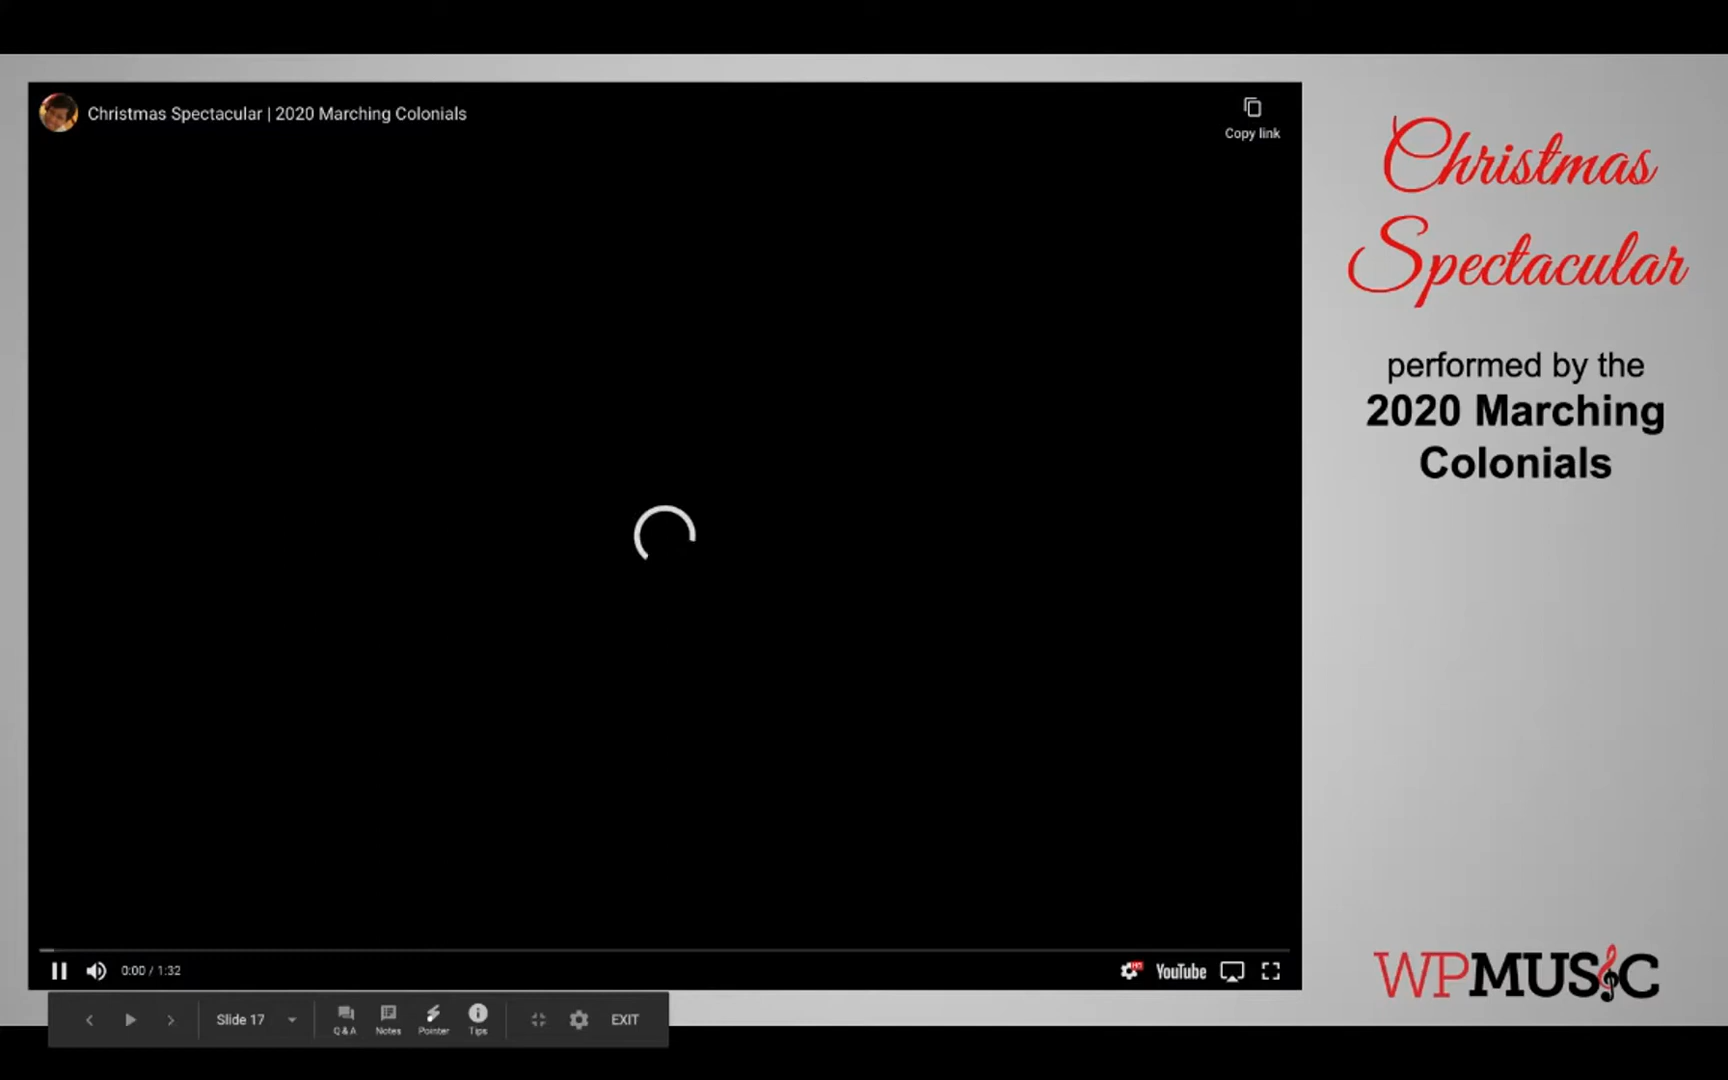 Christmas Spectacular | 2020 Marching Colonials
Copy link
Christmas
Spectacular
performed by the
2020 Marching
Colonials
0:00 / 1:32
HD
YouTube
WPMUSIC
Slide 17
Q&A
Notes
Pointer
Tips
EXIT